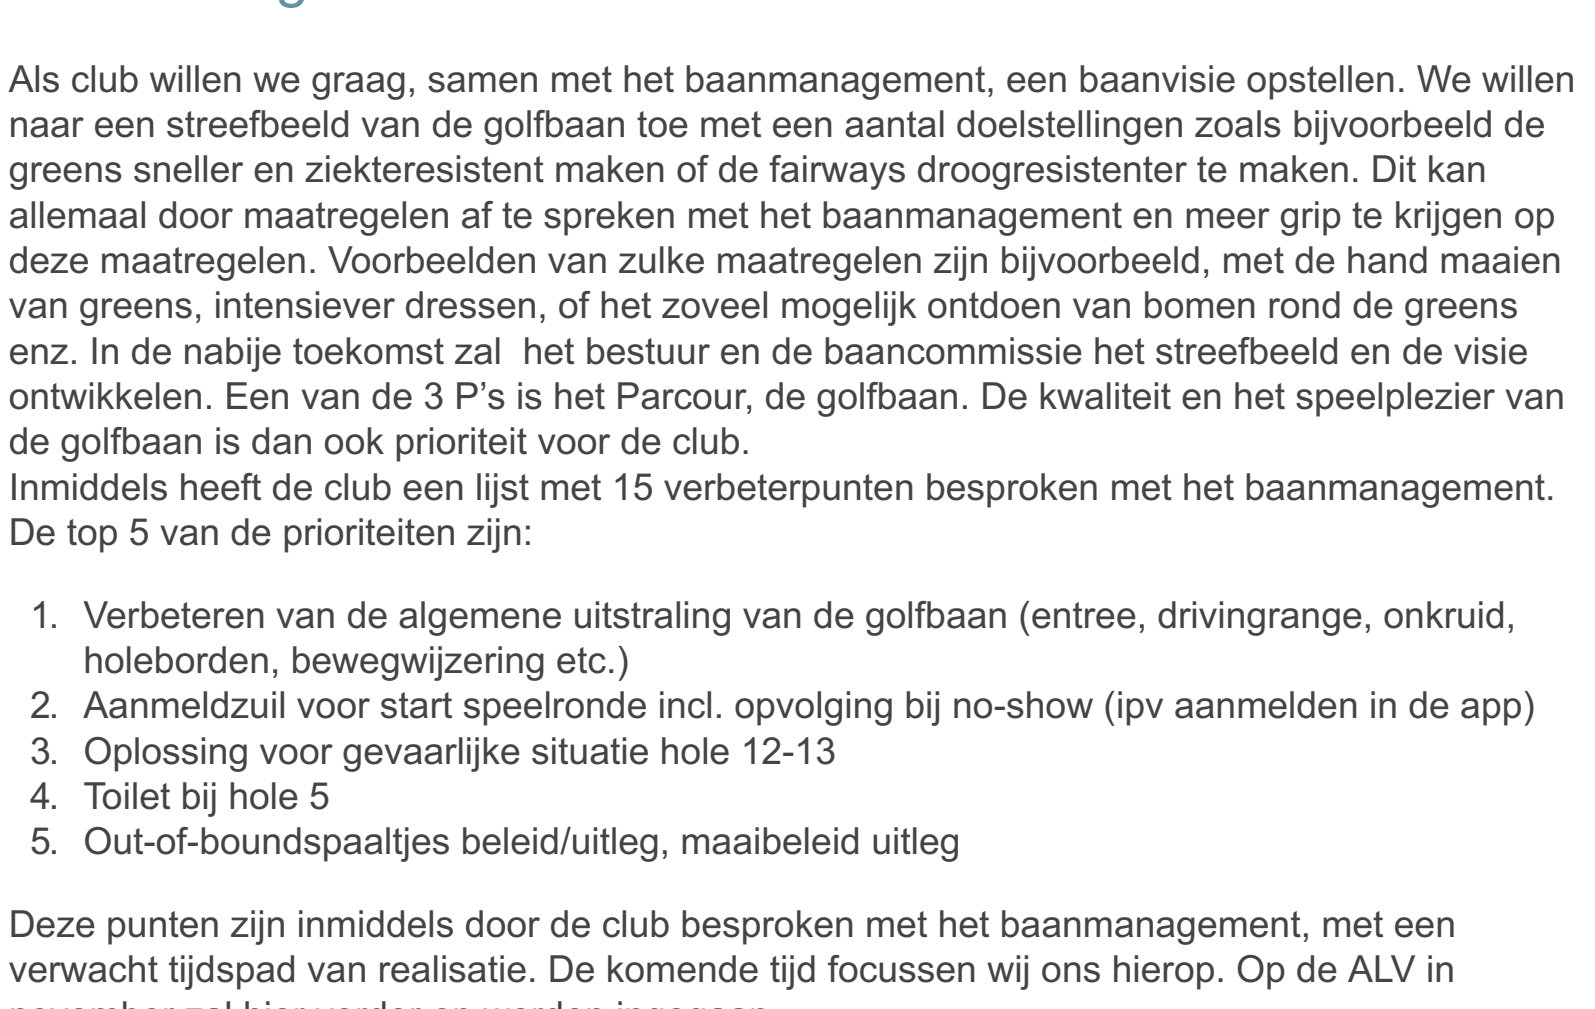 Als club willen we graag, samen met het baanmanagement, een baanvisie opstellen. We willen
naar een streefbeeld van de golfbaan toe met een aantal doelstellingen zoals bijvoorbeeld de
greens sneller en ziekteresistent maken of de fairways droogresistenter te maken. Dit kan
allemaal door maatregelen af te spreken met het baanmanagement en meer grip te krijgen op
deze maatregelen. Voorbeelden van zulke maatregelen zijn bijvoorbeeld, met de hand maaien
van greens, intensiever dressen, of het zoveel mogelijk ontdoen van bomen rond de greens
enz. In de nabije toekomst zal  het bestuur en de baancommissie het streefbeeld en de visie
ontwikkelen. Een van de 3 P’s is het Parcour, de golfbaan. De kwaliteit en het speelplezier van
de golfbaan is dan ook prioriteit voor de club.
Inmiddels heeft de club een lijst met 15 verbeterpunten besproken met het baanmanagement.
De top 5 van de prioriteiten zijn:
1. Verbeteren van de algemene uitstraling van de golfbaan (entree, drivingrange, onkruid,
holeborden, bewegwijzering etc.)
2. Aanmeldzuil voor start speelronde incl. opvolging bij no-show (ipv aanmelden in de app)
3. Oplossing voor gevaarlijke situatie hole 12-13
4. Toilet bij hole 5
5. Out-of-boundspaaltjes beleid/uitleg, maaibeleid uitleg
Deze punten zijn inmiddels door de club besproken met het baanmanagement, met een
verwacht tijdspad van realisatie. De komende tijd focussen wij ons hierop. Op de ALV in
november zal hier verder op worden ingegaan